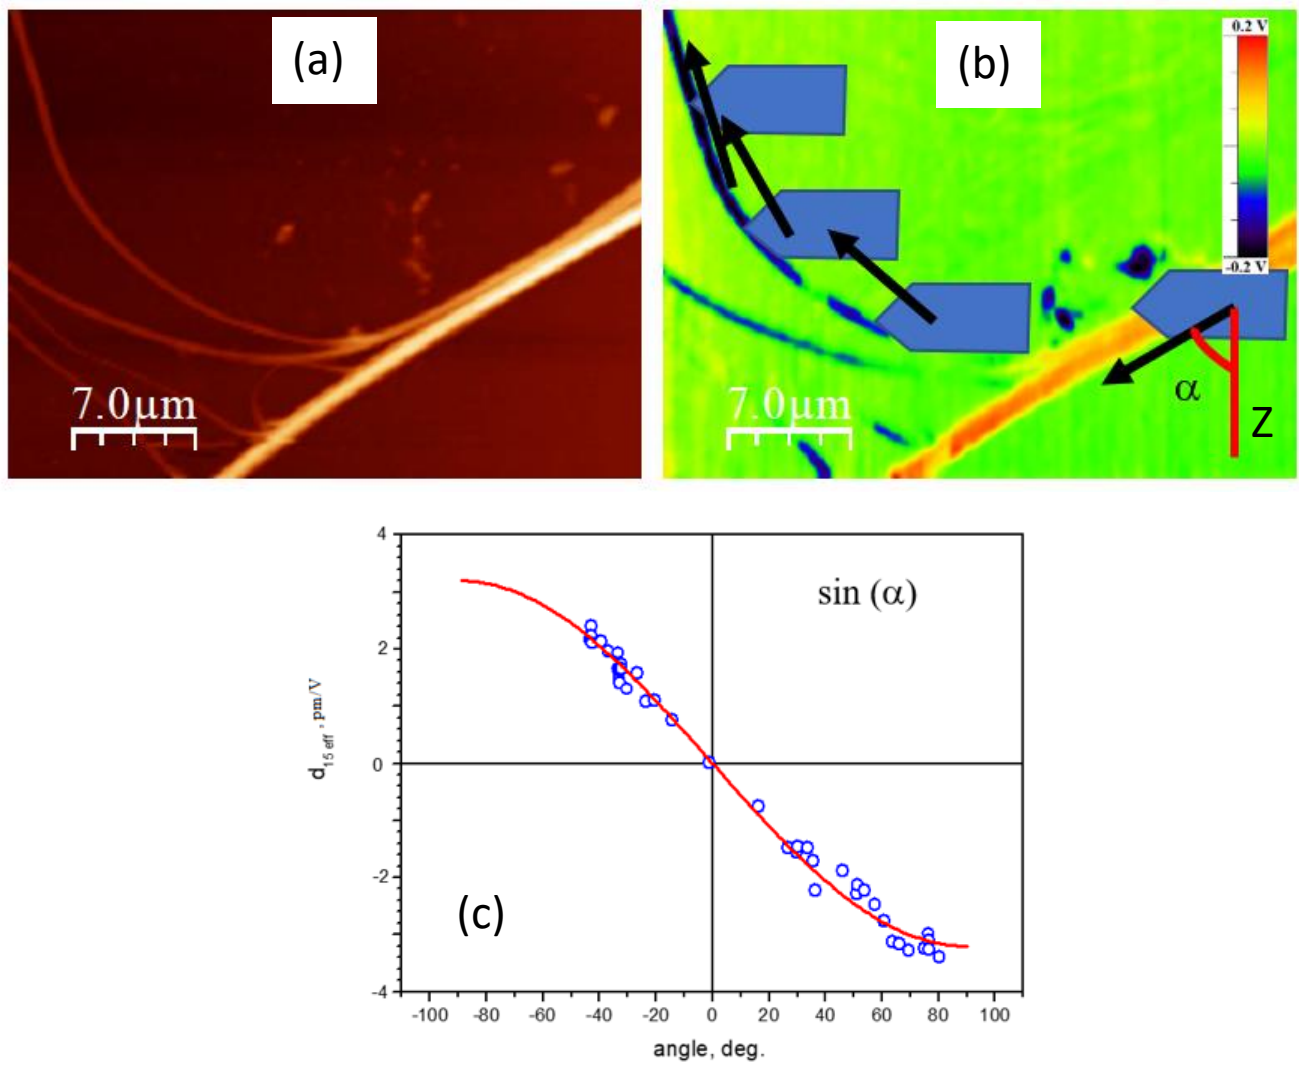 (a)
7.0µm
(b)
0.2 V
-0.2 V
α
Z
7.0µm
4
2
0
-2
-4
d15 eff , pm/V
sin (α)
(c)
-100 -80 -60 -40 -20 0 20 40 60 80 100
angle, deg.